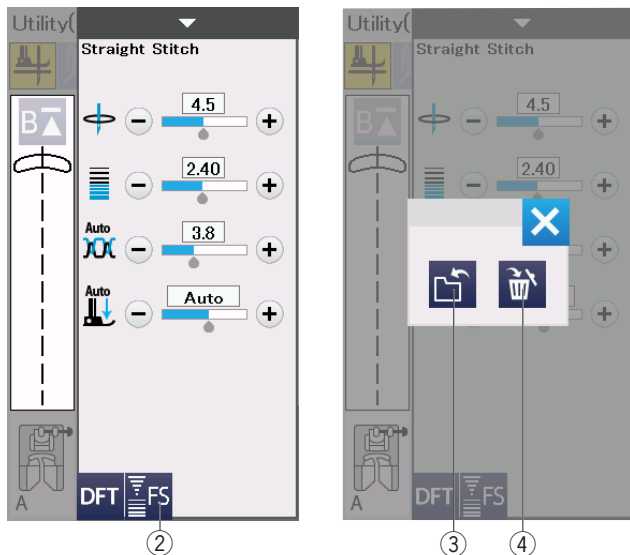 Utility(
Straight Stitch
B
4.5
2.40
Auto
3.8
Auto
Auto
A
DFT
FS
②
Utility(
Straight Stitch
B
4.5
2.40
A
DFT
FS
③
④